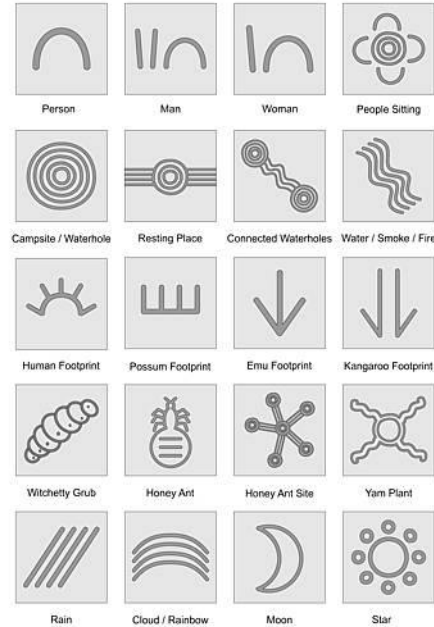 Person
Man
Woman
People Sitting
Campsite / Waterhole
Resting Place
Connected Waterholes
Water / Smoke / Fire
Human Footprint
Possum Footprint
Emu Footprint
Kangaroo Footprint
Witchetty Grub
Honey Ant
Honey Ant Site
Yam Plant
Rain
Cloud / Rainbow
Moon
Star